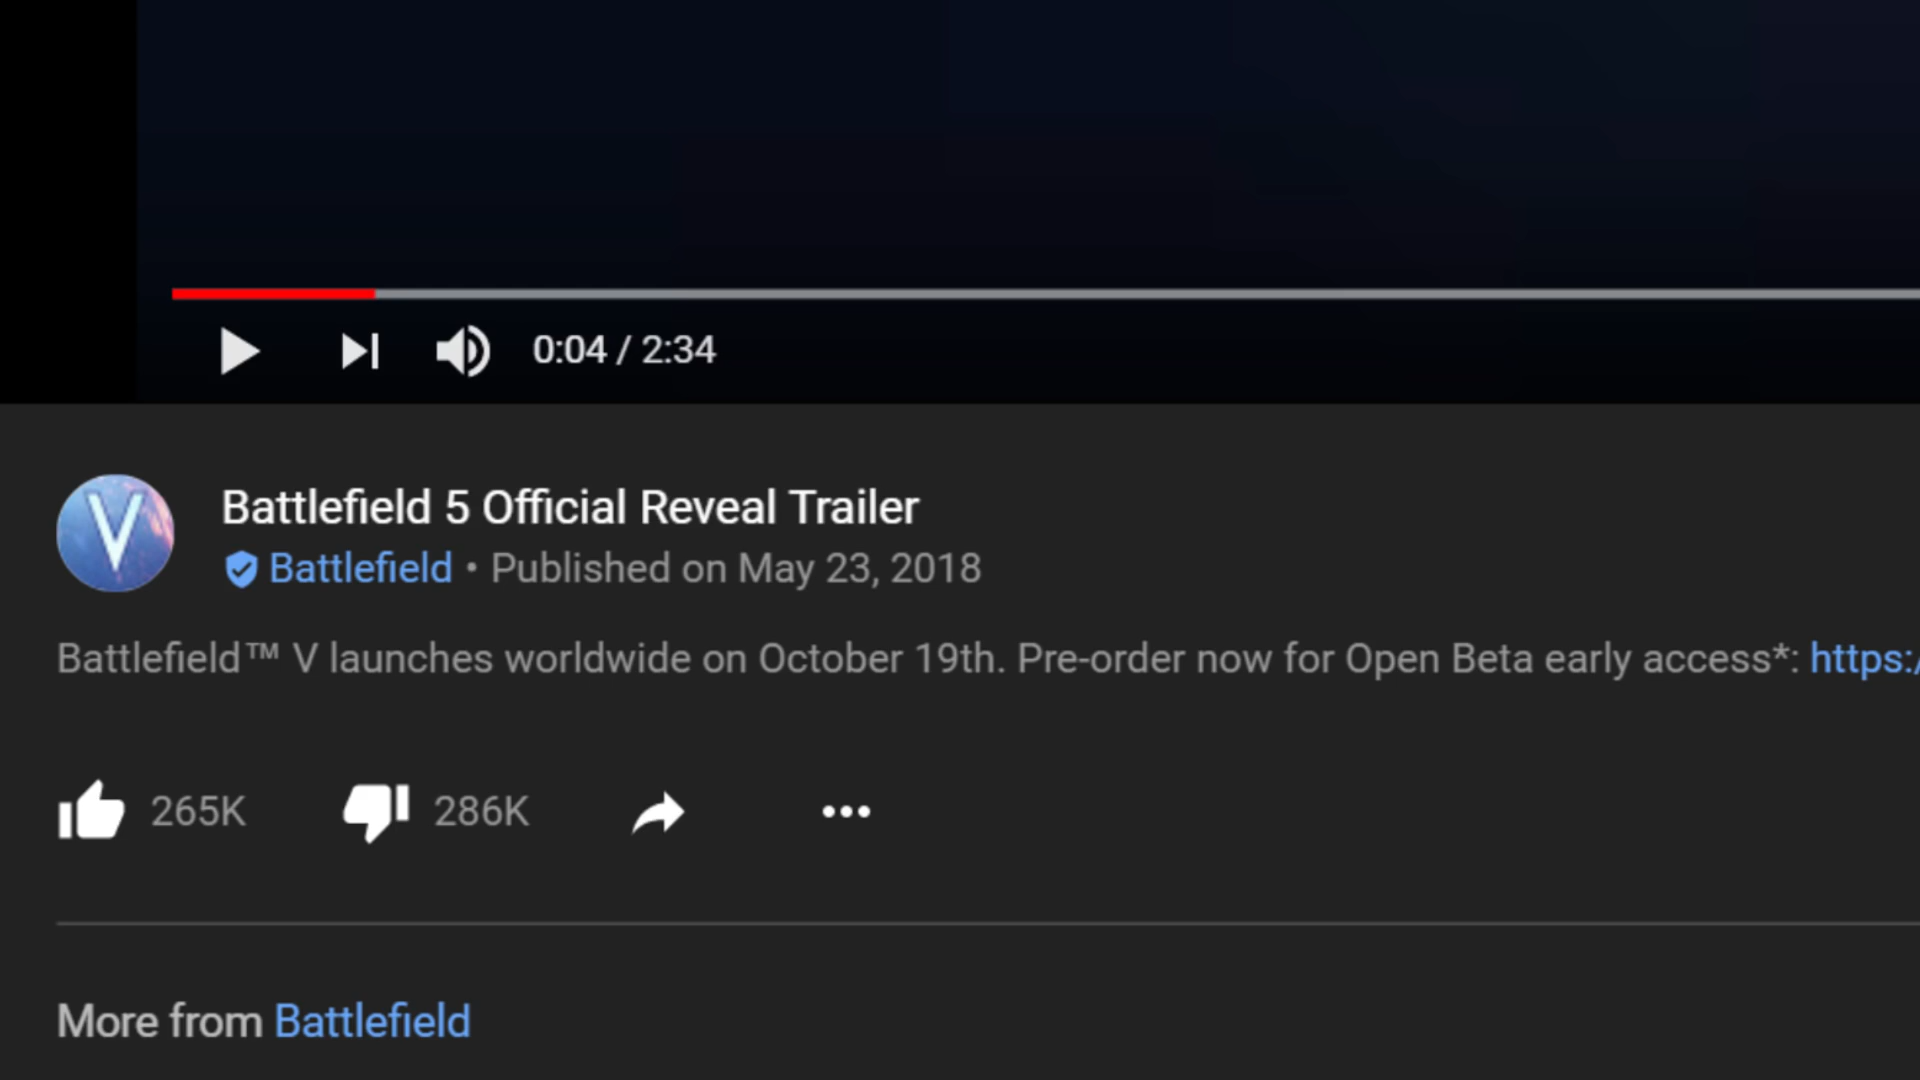 0:04 / 2:34
V
Battlefield 5 Official Reveal Trailer
Battlefield • Published on May 23, 2018
Battlefield™ V launches worldwide on October 19th. Pre-order now for Open Beta early access*: https:/
265K 286K
More from Battlefield